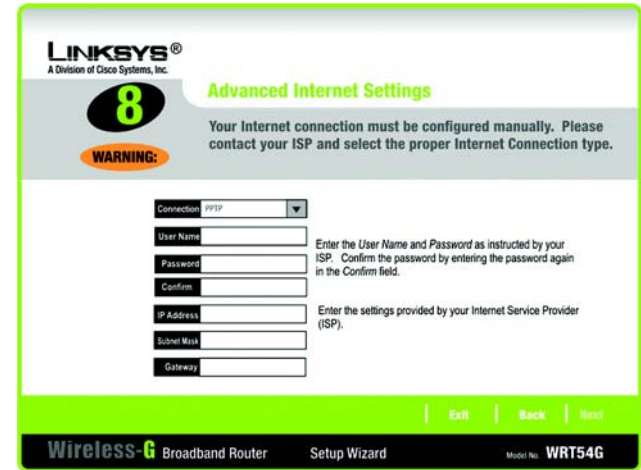 LINKSYS®
A Division of Cisco Systems, Inc.
8
WARNING:
Advanced Internet Settings
Your Internet connection must be configured manually. Please
contact your ISP and select the proper Internet Connection type.
Connection PPTP
User Name
Password
Confirm
Enter the User Name and Password as instructed by your
ISP. Confirm the password by entering the password again
in the Confirm field.
IP Address
Subnet Mask
Gateway
Enter the settings provided by your Internet Service Provider
(ISP).
Exit Back Next
Wireless-G Broadband Router Setup Wizard Model No. WRT54G